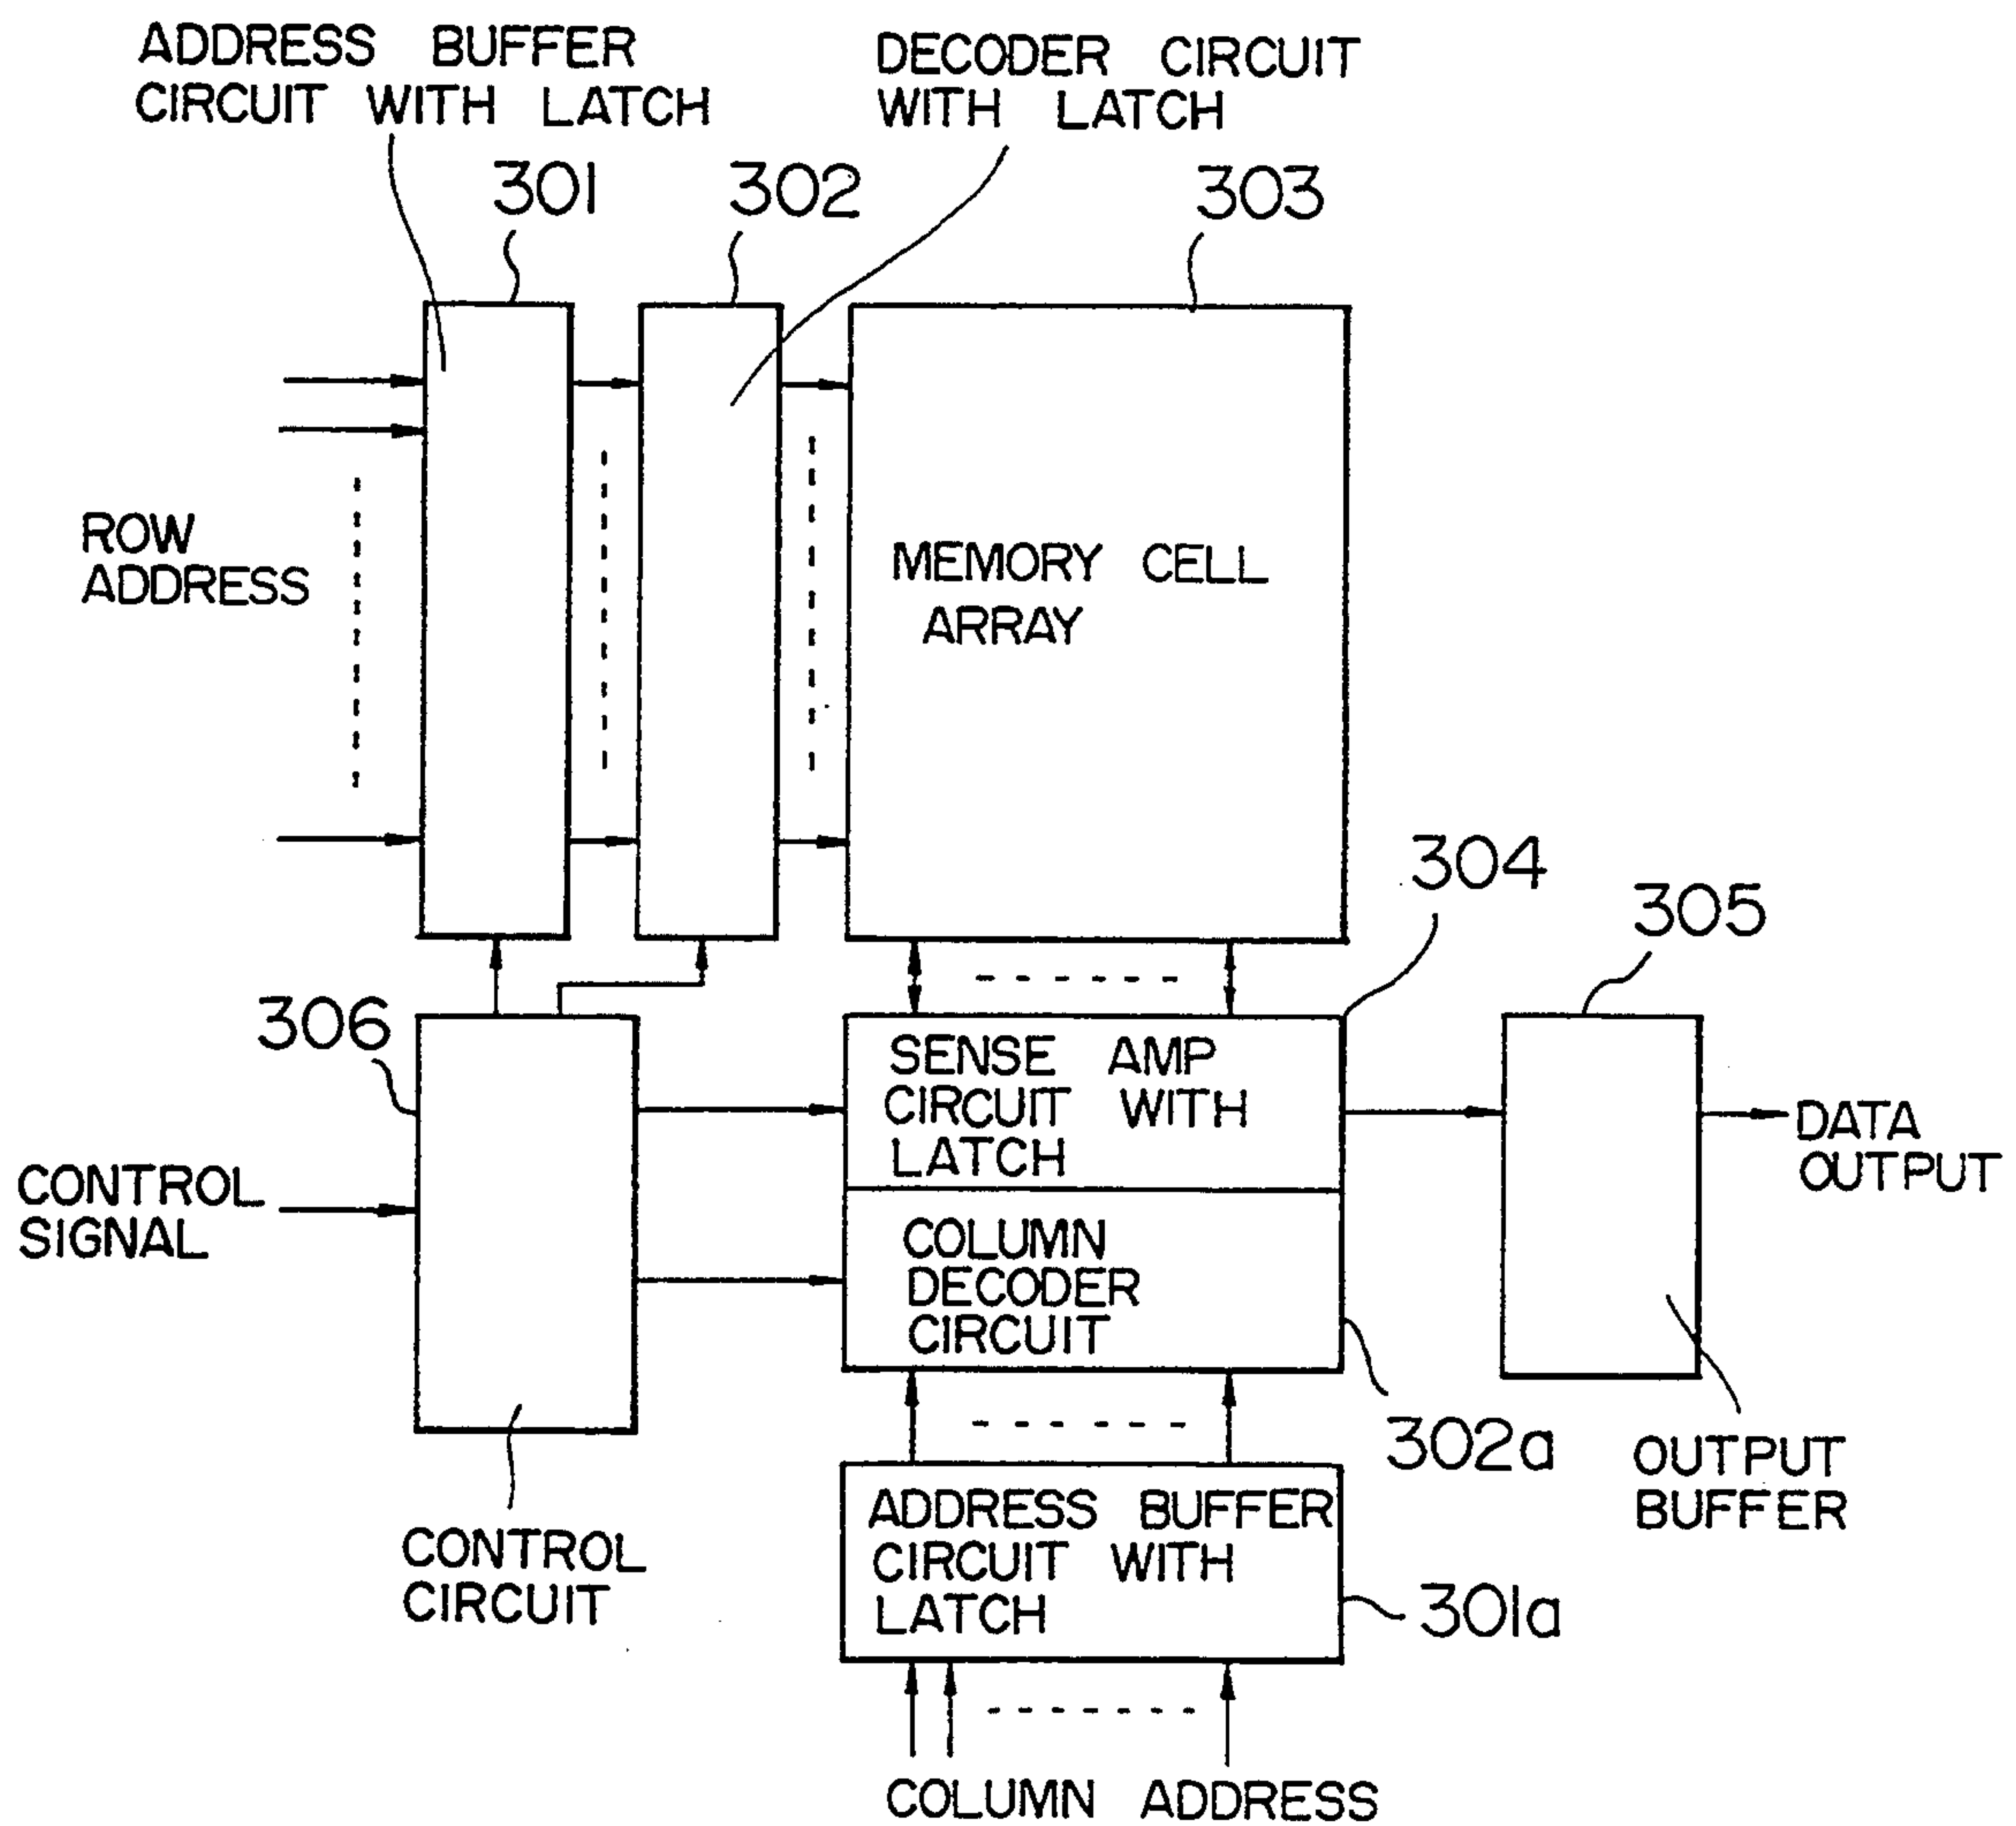 ADDRESS BUFFER
CIRCUIT WITH LATCH
DECODER CIRCUIT
WITH LATCH
301
302
303
ROW
ADDRESS
MEMORY CELL
ARRAY
304
305
306
SENSE AMP
CIRCUIT WITH
LATCH
DATA
OUTPUT
CONTROL
SIGNAL
COLUMN
DECODER
CIRCUIT
302a
OUTPUT
BUFFER
CONTROL
CIRCUIT
ADDRESS BUFFER
CIRCUIT WITH
LATCH
301a
COLUMN ADDRESS